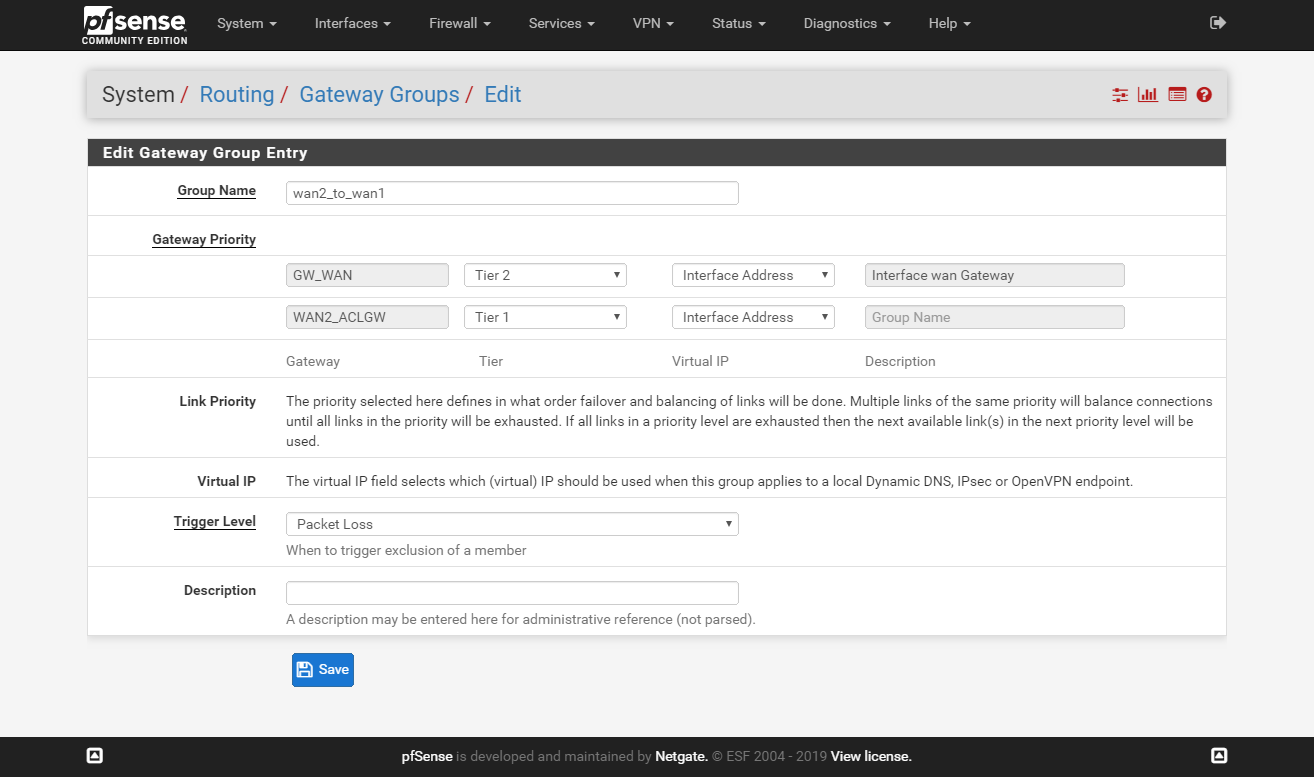 pfsense
COMMUNITY EDITION
System Interfaces Firewall Services VPN Status Diagnostics Help
System / Routing / Gateway Groups / Edit
Edit Gateway Group Entry
Group Name wan2_to_wan1
Gateway Priority
GW_WAN Tier 2 Interface Address Interface wan Gateway
WAN2_ACLGW Tier 1 Interface Address Group Name
Gateway Tier Virtual IP Description
Link Priority The priority selected here defines in what order failover and balancing of links will be done. Multiple links of the same priority will balance connections
until all links in the priority will be exhausted. If all links in a priority level are exhausted then the next available link(s) in the next priority level will be
used.
Virtual IP The virtual IP field selects which (virtual) IP should be used when this group applies to a local Dynamic DNS, IPsec or OpenVPN endpoint.
Trigger Level Packet Loss
When to trigger exclusion of a member
Description
A description may be entered here for administrative reference (not parsed).
Save
pfSense is developed and maintained by Netgate. © ESF 2004 - 2019 View license.